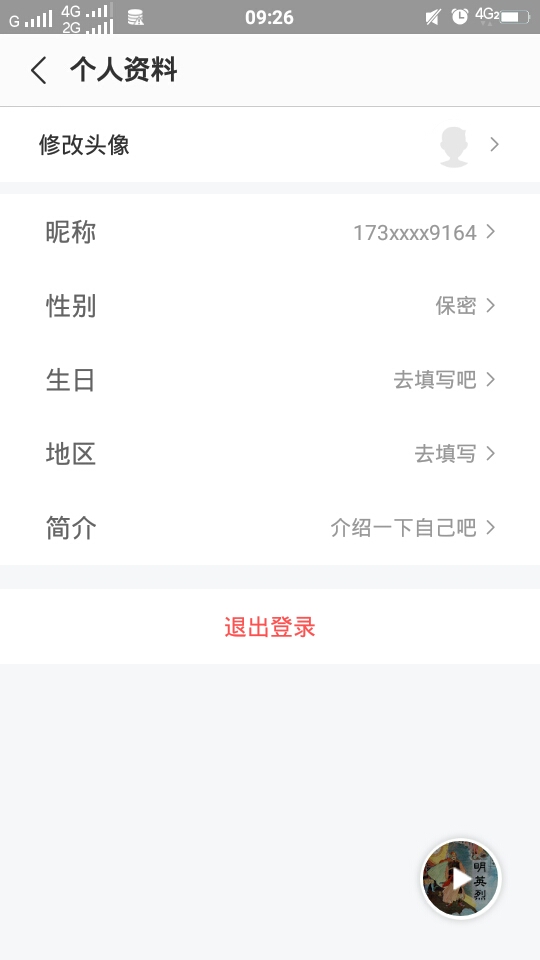 G 4G 2G 09:26 4G2
个人资料
修改头像
昵称 173xxxx9164
性别 保密
生日 去填写吧
地区 去填写
简介 介绍一下自己吧
退出登录
明英烈